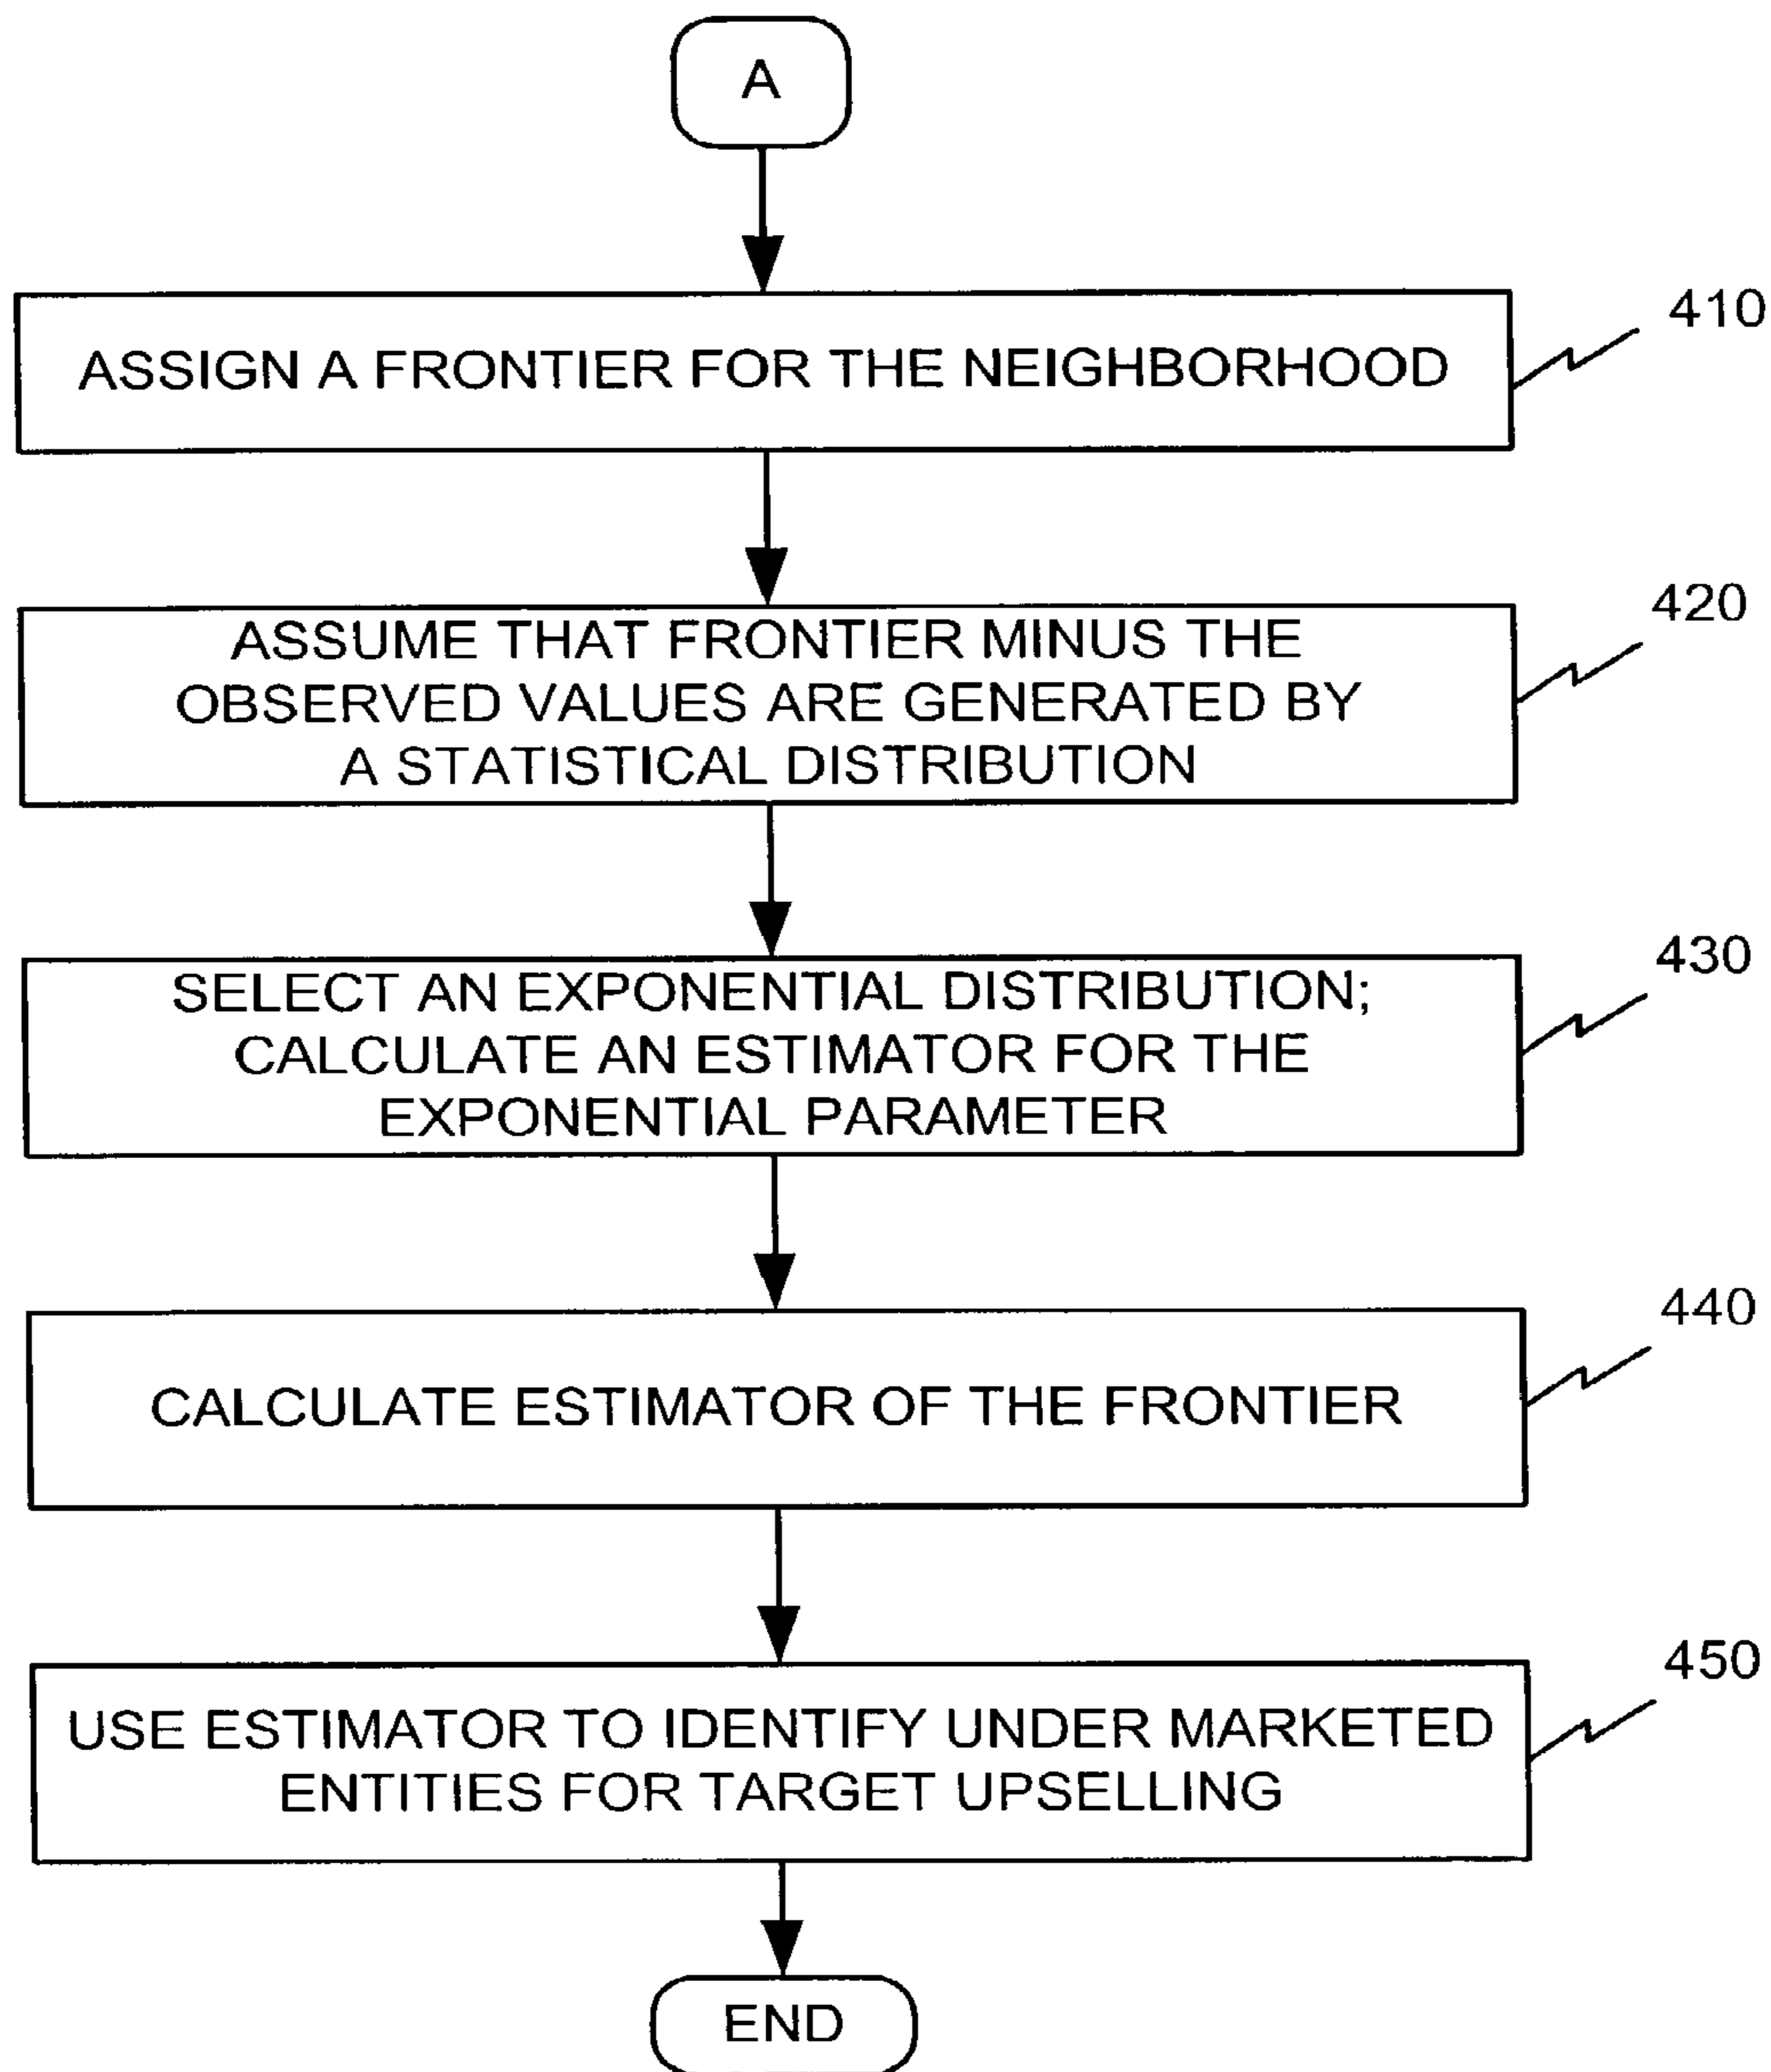 A
410
ASSIGN A FRONTIER FOR THE NEIGHBORHOOD
420
ASSUME THAT FRONTIER MINUS THE
OBSERVED VALUES ARE GENERATED BY
A STATISTICAL DISTRIBUTION
430
SELECT AN EXPONENTIAL DISTRIBUTION;
CALCULATE AN ESTIMATOR FOR THE
EXPONENTIAL PARAMETER
440
CALCULATE ESTIMATOR OF THE FRONTIER
450
USE ESTIMATOR TO IDENTIFY UNDER MARKETED
ENTITIES FOR TARGET UPSELLING
END